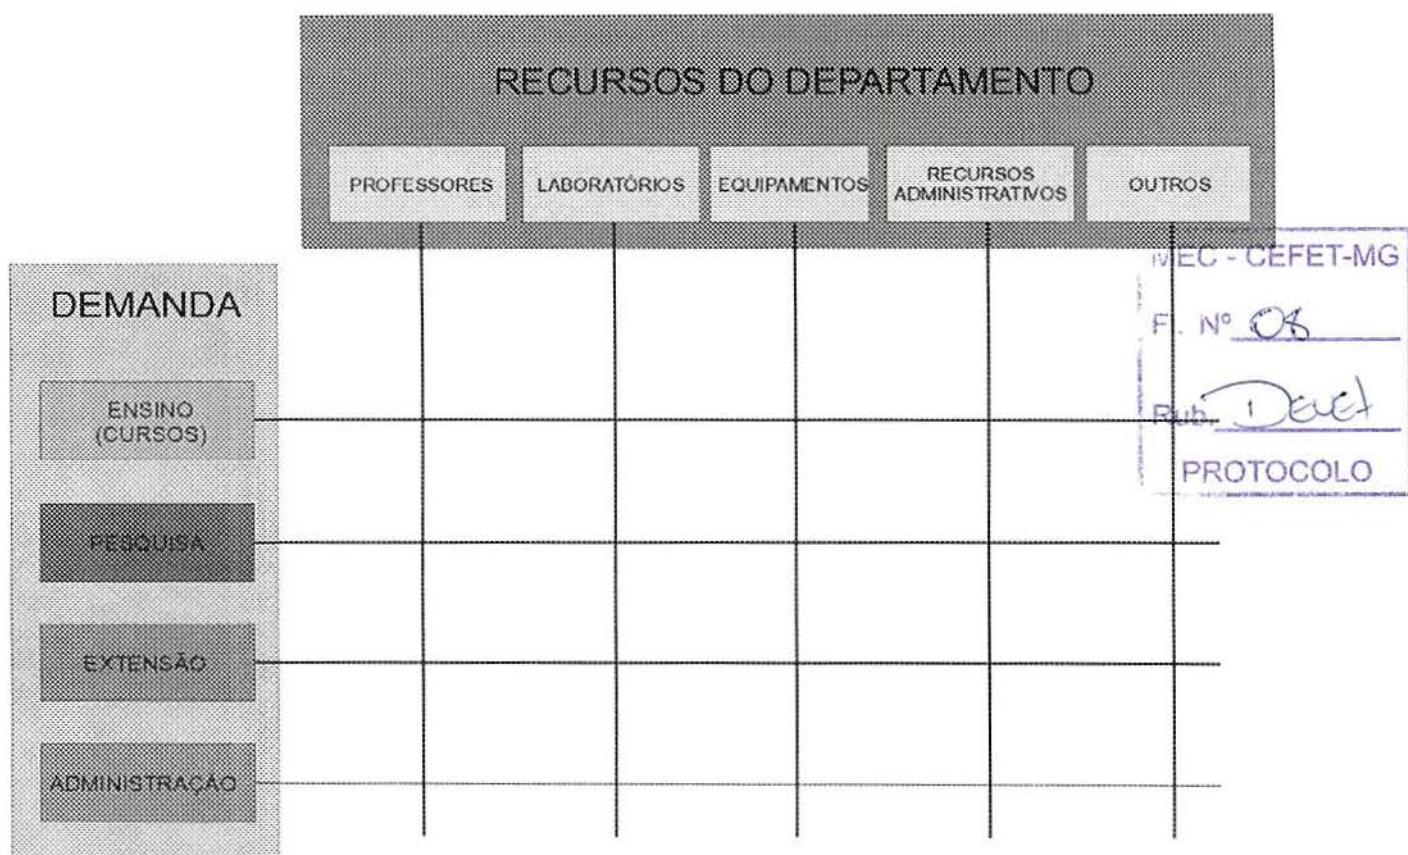 RECURSOS DO DEPARTAMENTO
PROFESSORES
LABORATÓRIOS
EQUIPAMENTOS
RECURSOS
ADMINISTRATIVOS
OUTROS
MEC - CEFET-MG
Nº 08
Rub.
PROTOCOLO
DEMANDA
ENSINO
(CURSOS)
PESQUISA
EXTENSÃO
ADMINISTRAÇÃO